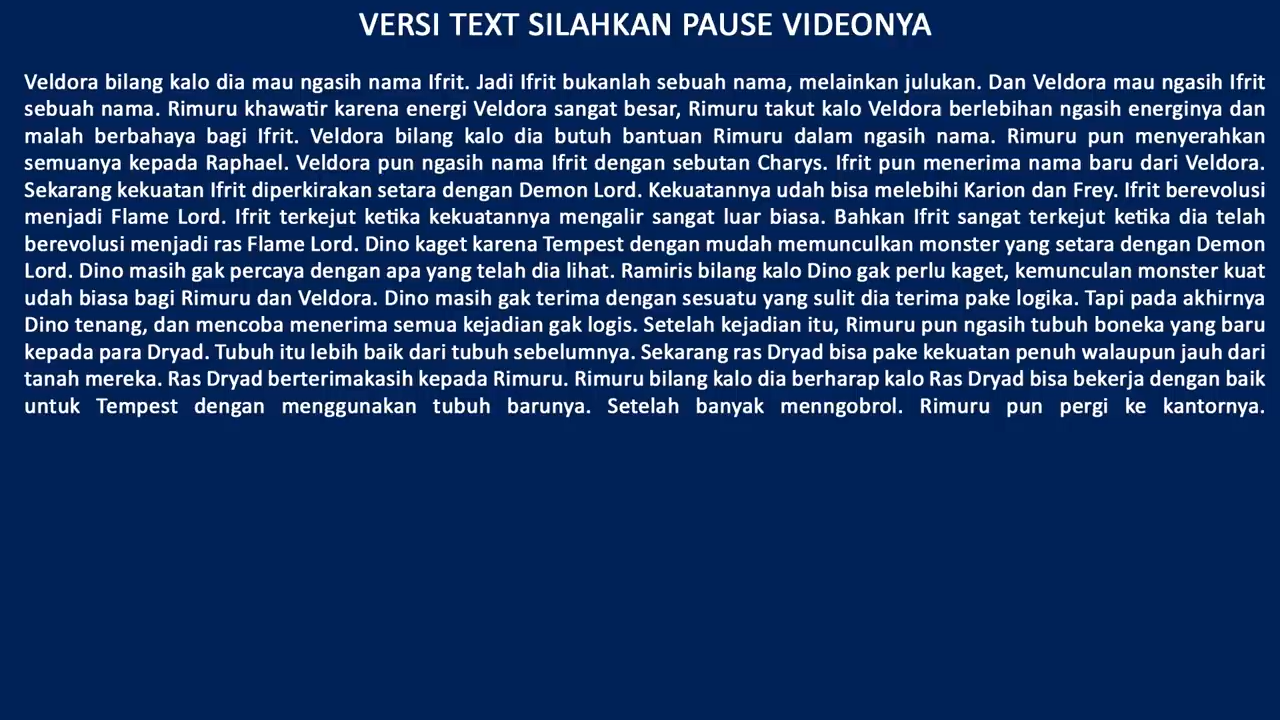 VERSI TEXT SILAHKAN PAUSE VIDEONYA
Veldora bilang kalo dia mau ngasih nama Ifrit. Jadi Ifrit bukanlah sebuah nama, melainkan julukan. Dan Veldora mau ngasih Ifrit
sebuah nama. Rimuru khawatir karena energi Veldora sangat besar, Rimuru takut kalo Veldora berlebihan ngasih energinya dan
malah berbahaya bagi Ifrit. Veldora bilang kalo dia butuh bantuan Rimuru dalam ngasih nama. Rimuru pun menyerahkan
semuanya kepada Raphael. Veldora pun ngasih nama Ifrit dengan sebutan Charys. Ifrit pun menerima nama baru dari Veldora.
Sekarang kekuatan Ifrit diperkirakan setara dengan Demon Lord. Kekuatannya udah bisa melebihi Karion dan Frey. Ifrit berevolusi
menjadi Flame Lord. Ifrit terkejut ketika kekuatannya mengalir sangat luar biasa. Bahkan Ifrit sangat terkejut ketika dia telah
berevolusi menjadi ras Flame Lord. Dino kaget karena Tempest dengan mudah memunculkan monster yang setara dengan Demon
Lord. Dino masih gak percaya dengan apa yang telah dia lihat. Ramiris bilang kalo Dino gak perlu kaget, kemunculan monster kuat
udah biasa bagi Rimuru dan Veldora. Dino masih gak terima dengan sesuatu yang sulit dia terima pake logika. Tapi pada akhirnya
Dino tenang, dan mencoba menerima semua kejadian gak logis. Setelah kejadian itu, Rimuru pun ngasih tubuh boneka yang baru
kepada para Dryad. Tubuh itu lebih baik dari tubuh sebelumnya. Sekarang ras Dryad bisa pake kekuatan penuh walaupun jauh dari
tanah mereka. Ras Dryad berterimakasih kepada Rimuru. Rimuru bilang kalo dia berharap kalo Ras Dryad bisa bekerja dengan baik
untuk Tempest dengan menggunakan tubuh barunya. Setelah banyak menngobrol. Rimuru pun pergi ke kantornya.